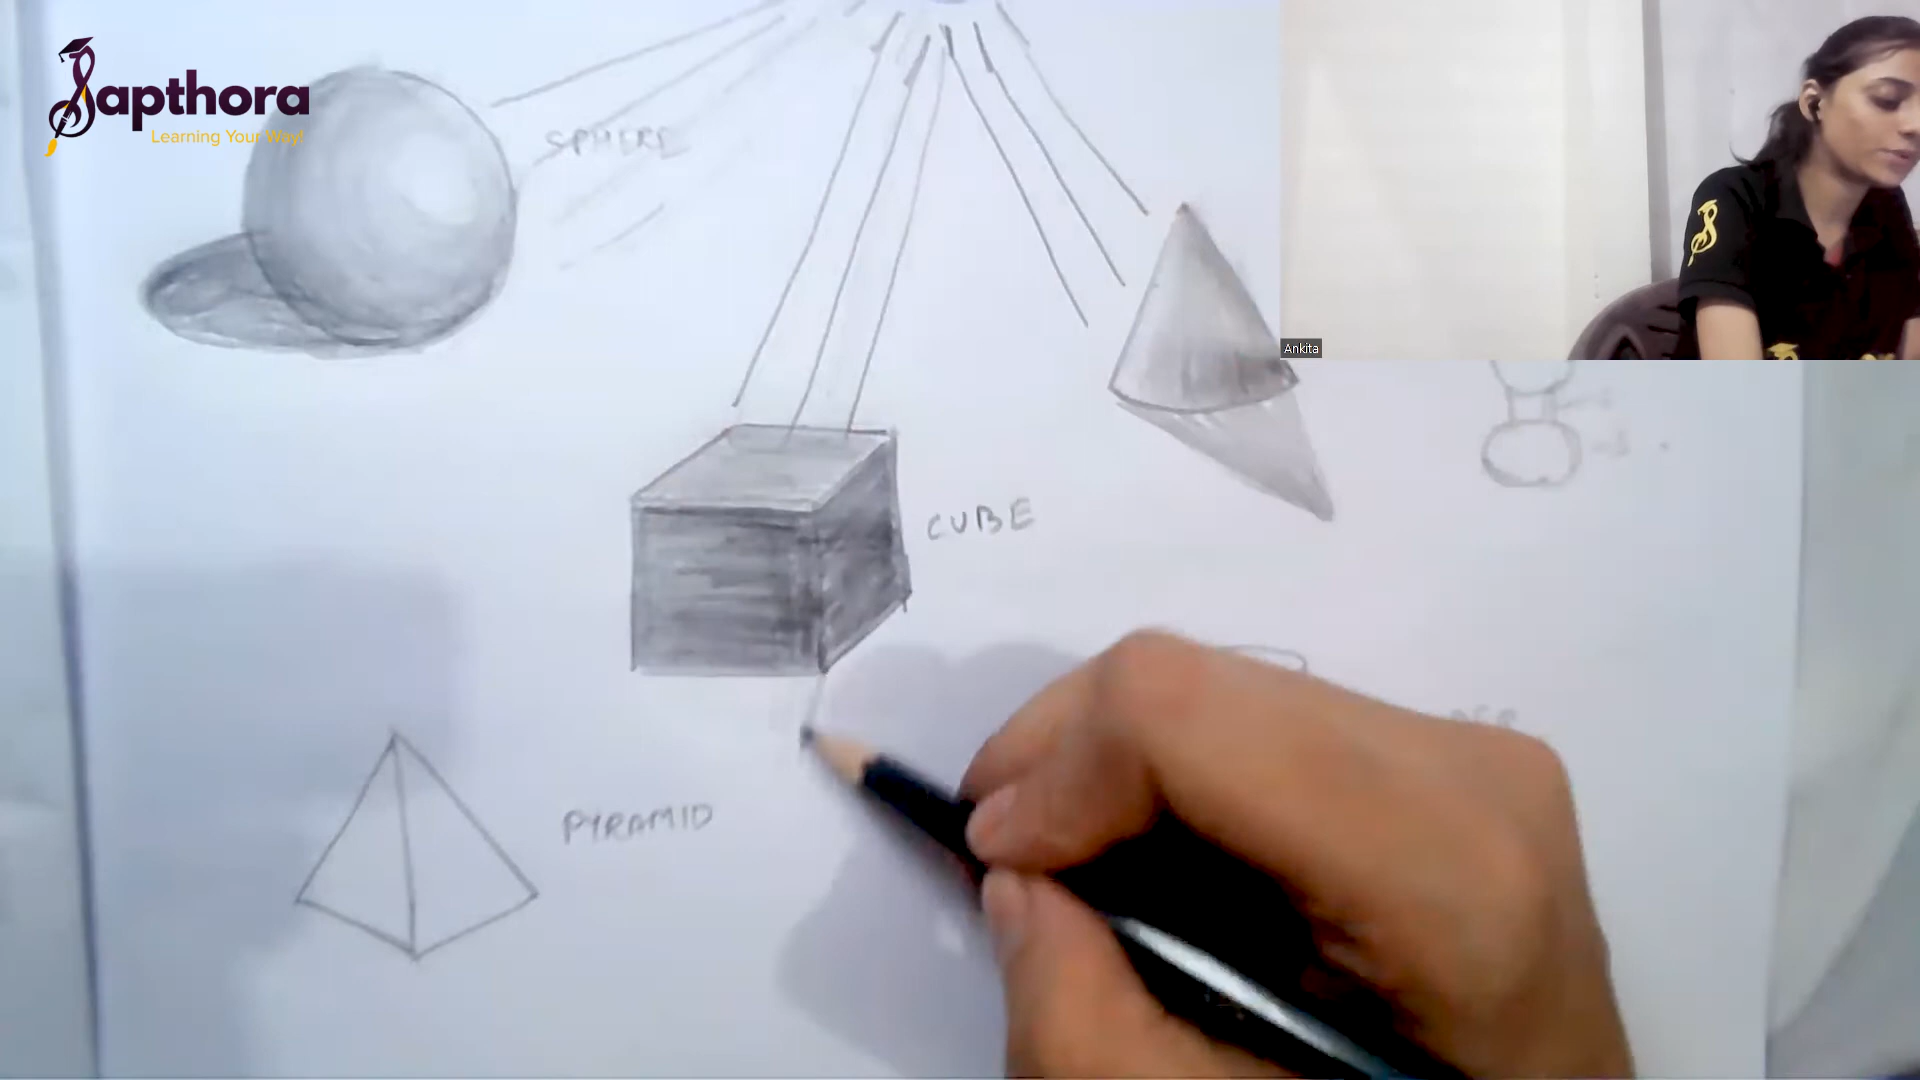 Sapthora
Learning Your Way!
SPHERE
Ankita
CUBE
PYRAMID